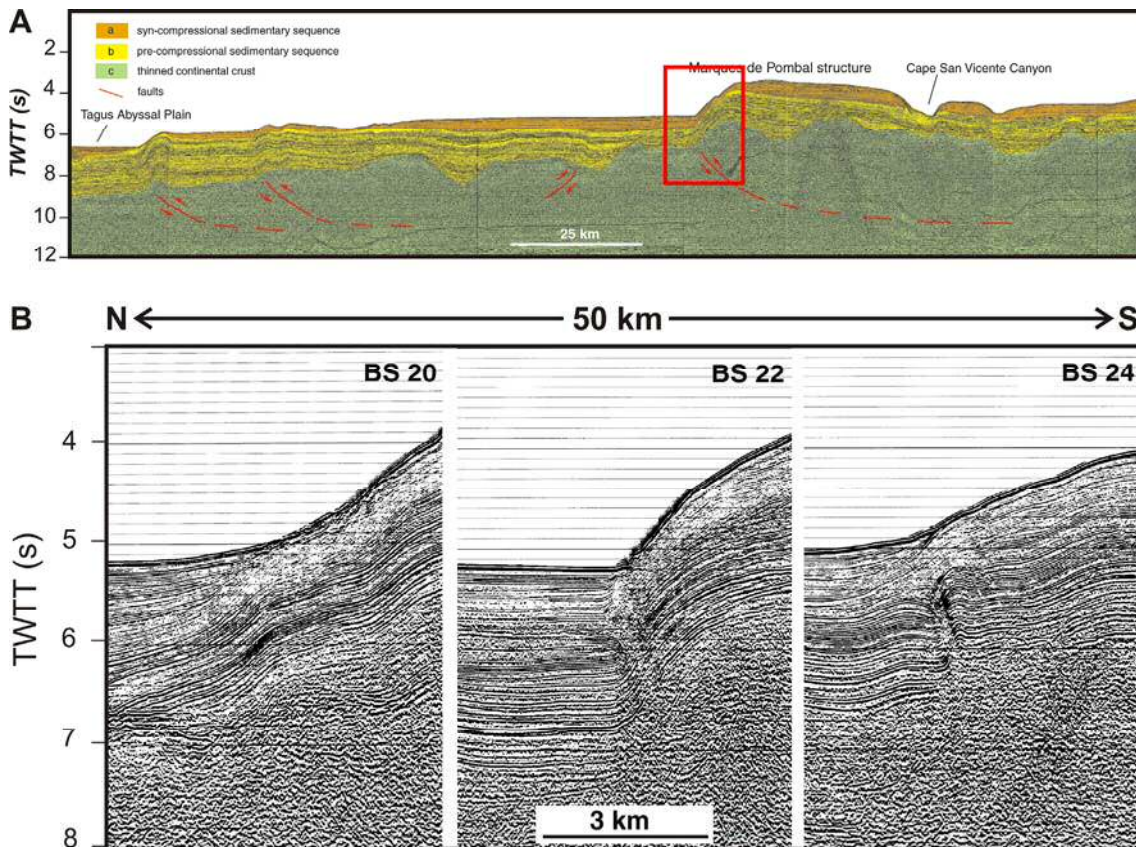 A
a syn-compressional sedimentary sequence
b pre-compressional sedimentary sequence
c thinned continental crust
faults
Tagus Abyssal Plain
Marques de Pombal structure
Cape San Vicente Canyon
TWTT (s)
2
4
6
8
10
12
25 km
B
N 50 km S
BS 20
BS 22
BS 24
TWTT (s)
4
5
6
7
8
3 km